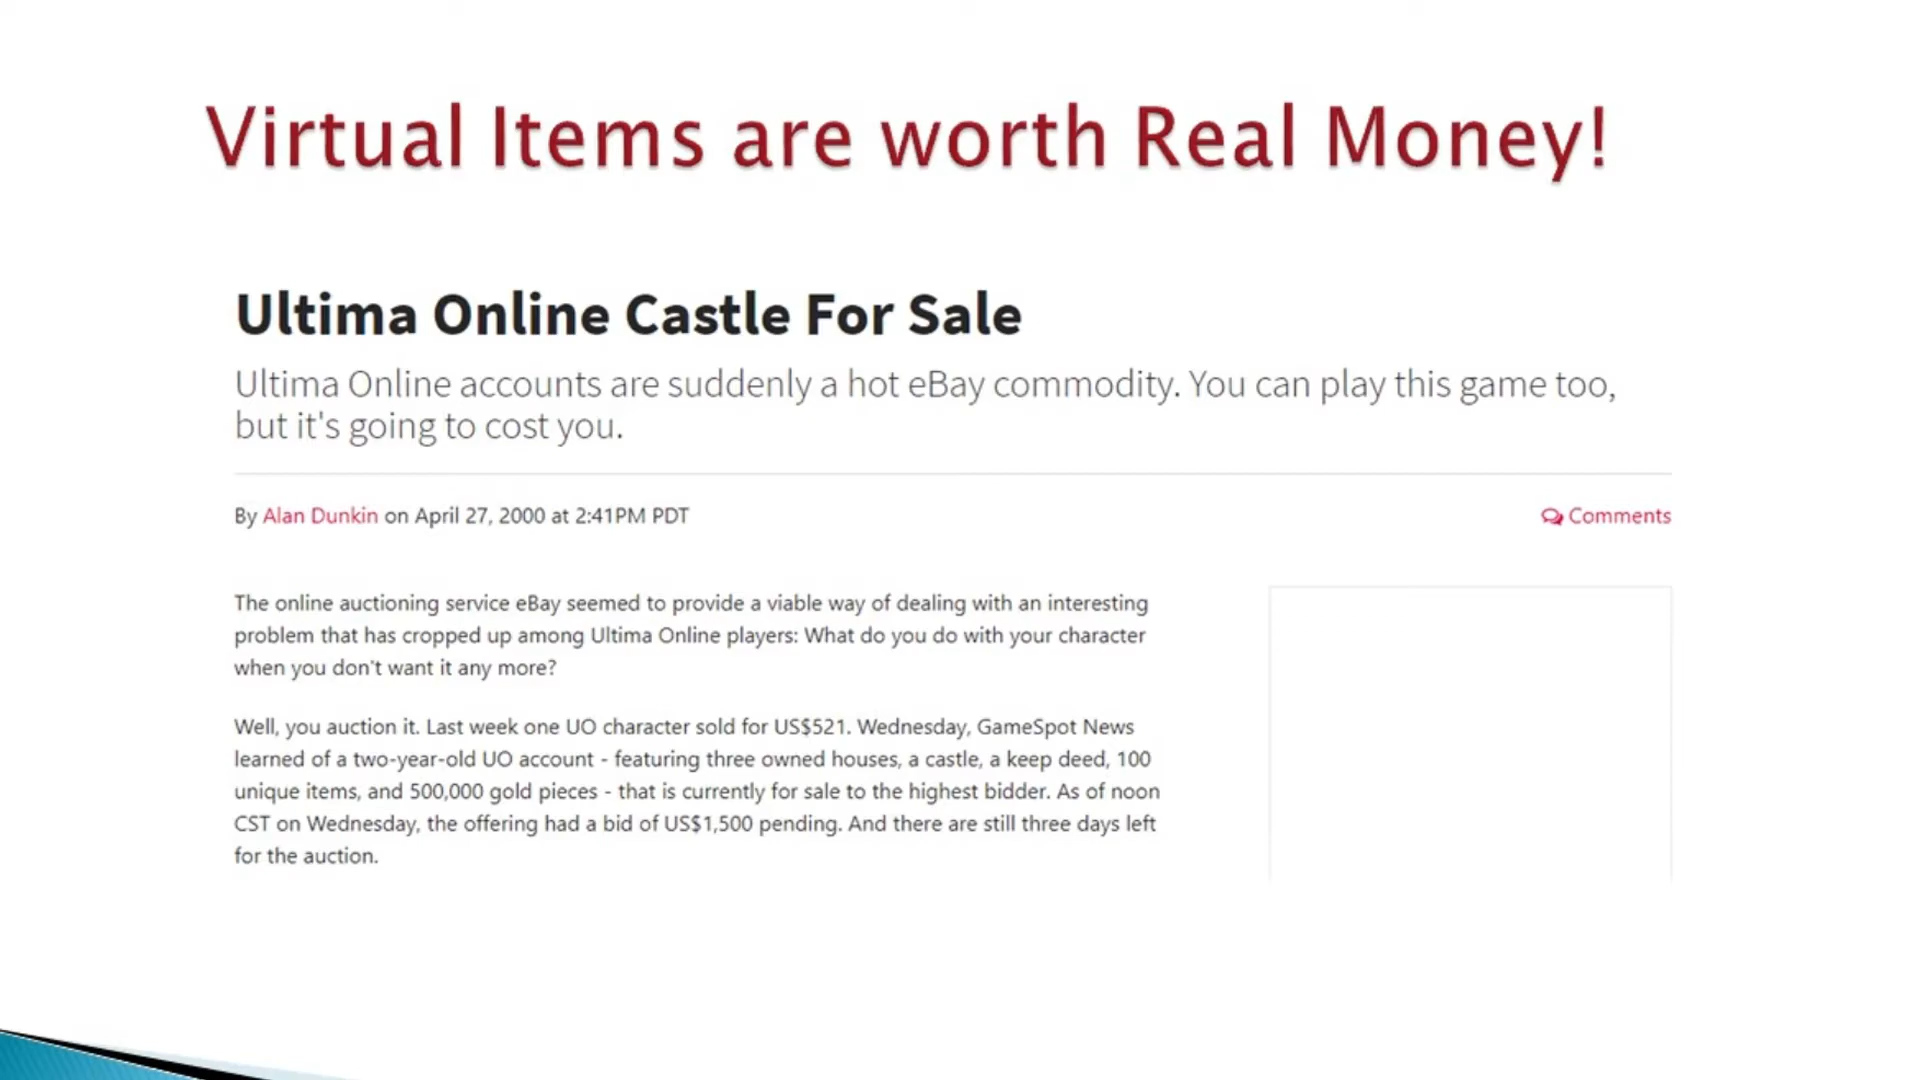 Virtual Items are worth Real Money!
Ultima Online Castle For Sale
Ultima Online accounts are suddenly a hot eBay commodity. You can play this game too,
but it's going to cost you.
By Alan Dunkin on April 27, 2000 at 2:41PM PDT
Comments
The online auctioning service eBay seemed to provide a viable way of dealing with an interesting
problem that has cropped up among Ultima Online players: What do you do with your character
when you don't want it any more?
Well, you auction it. Last week one UO character sold for US$521. Wednesday, GameSpot News
learned of a two-year-old UO account - featuring three owned houses, a castle, a keep deed, 100
unique items, and 500,000 gold pieces - that is currently for sale to the highest bidder. As of noon
CST on Wednesday, the offering had a bid of US$1,500 pending. And there are still three days left
for the auction.